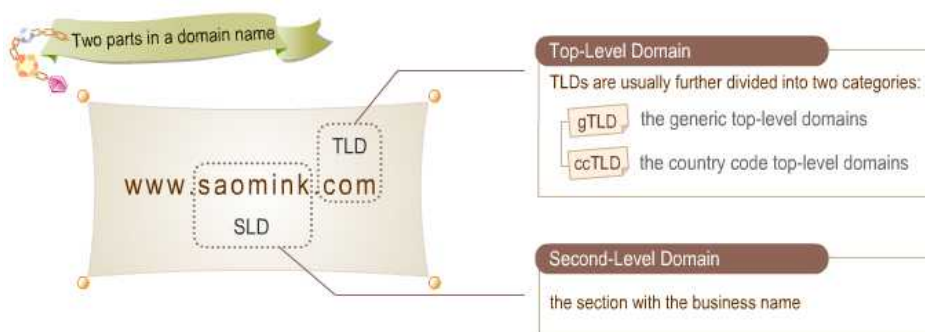 Two parts in a domain name
TLD
www.saomink.com
SLD
Top-Level Domain
TLDs are usually further divided into two categories:
gTLD the generic top-level domains
ccTLD the country code top-level domains
Second-Level Domain
the section with the business name